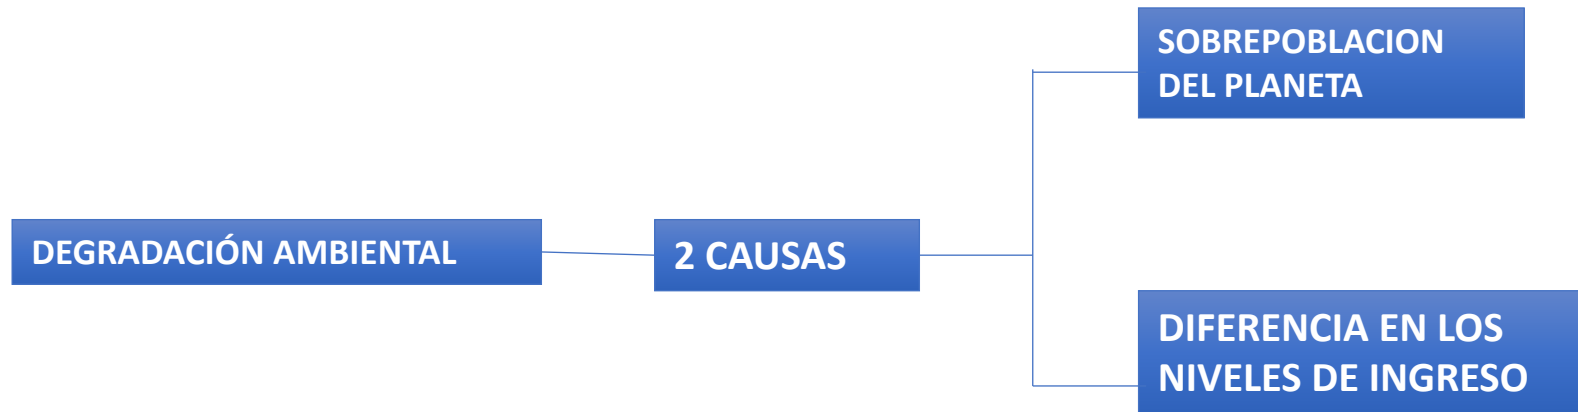 SOBREPOBLACION
DEL PLANETA
DEGRADACIÓN AMBIENTAL
2 CAUSAS
DIFERENCIA EN LOS
NIVELES DE INGRESO